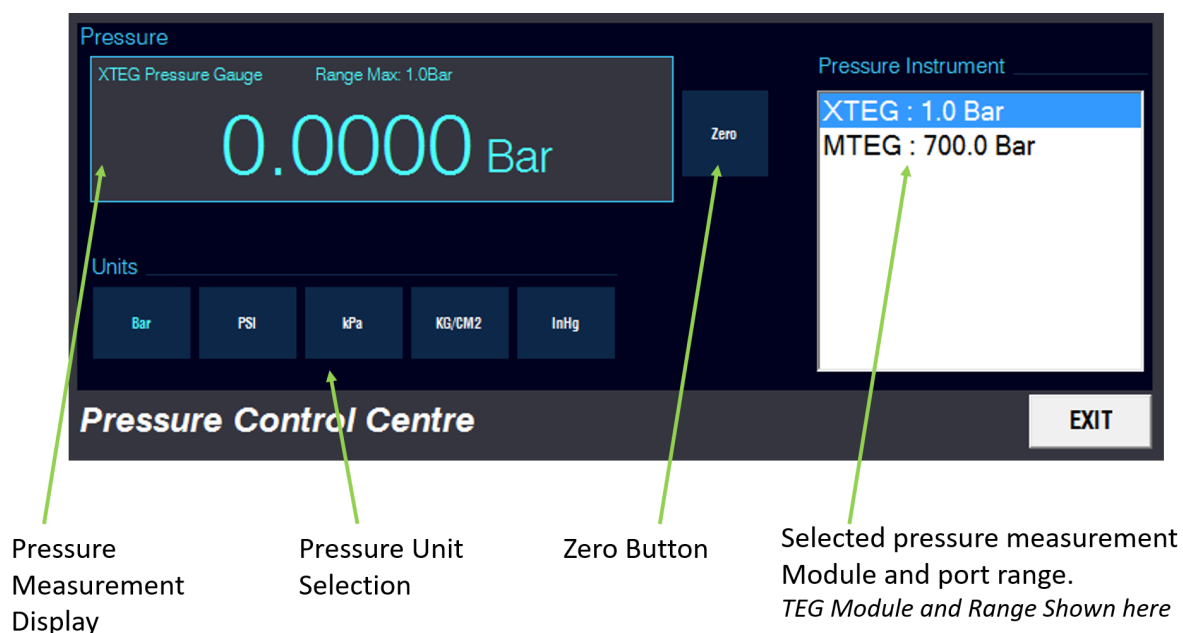 Pressure
XTEG Pressure Gauge Range Max: 1.0Bar
0.0000 Bar
Zero
Pressure Instrument
XTEG : 1.0 Bar
MTEG : 700.0 Bar
Units
Bar PSI kPa KG/CM2 InHg
Pressure Control Centre
EXIT
Pressure
Measurement
Display
Pressure Unit
Selection
Zero Button
Selected pressure measurement
Module and port range.
TEG Module and Range Shown here